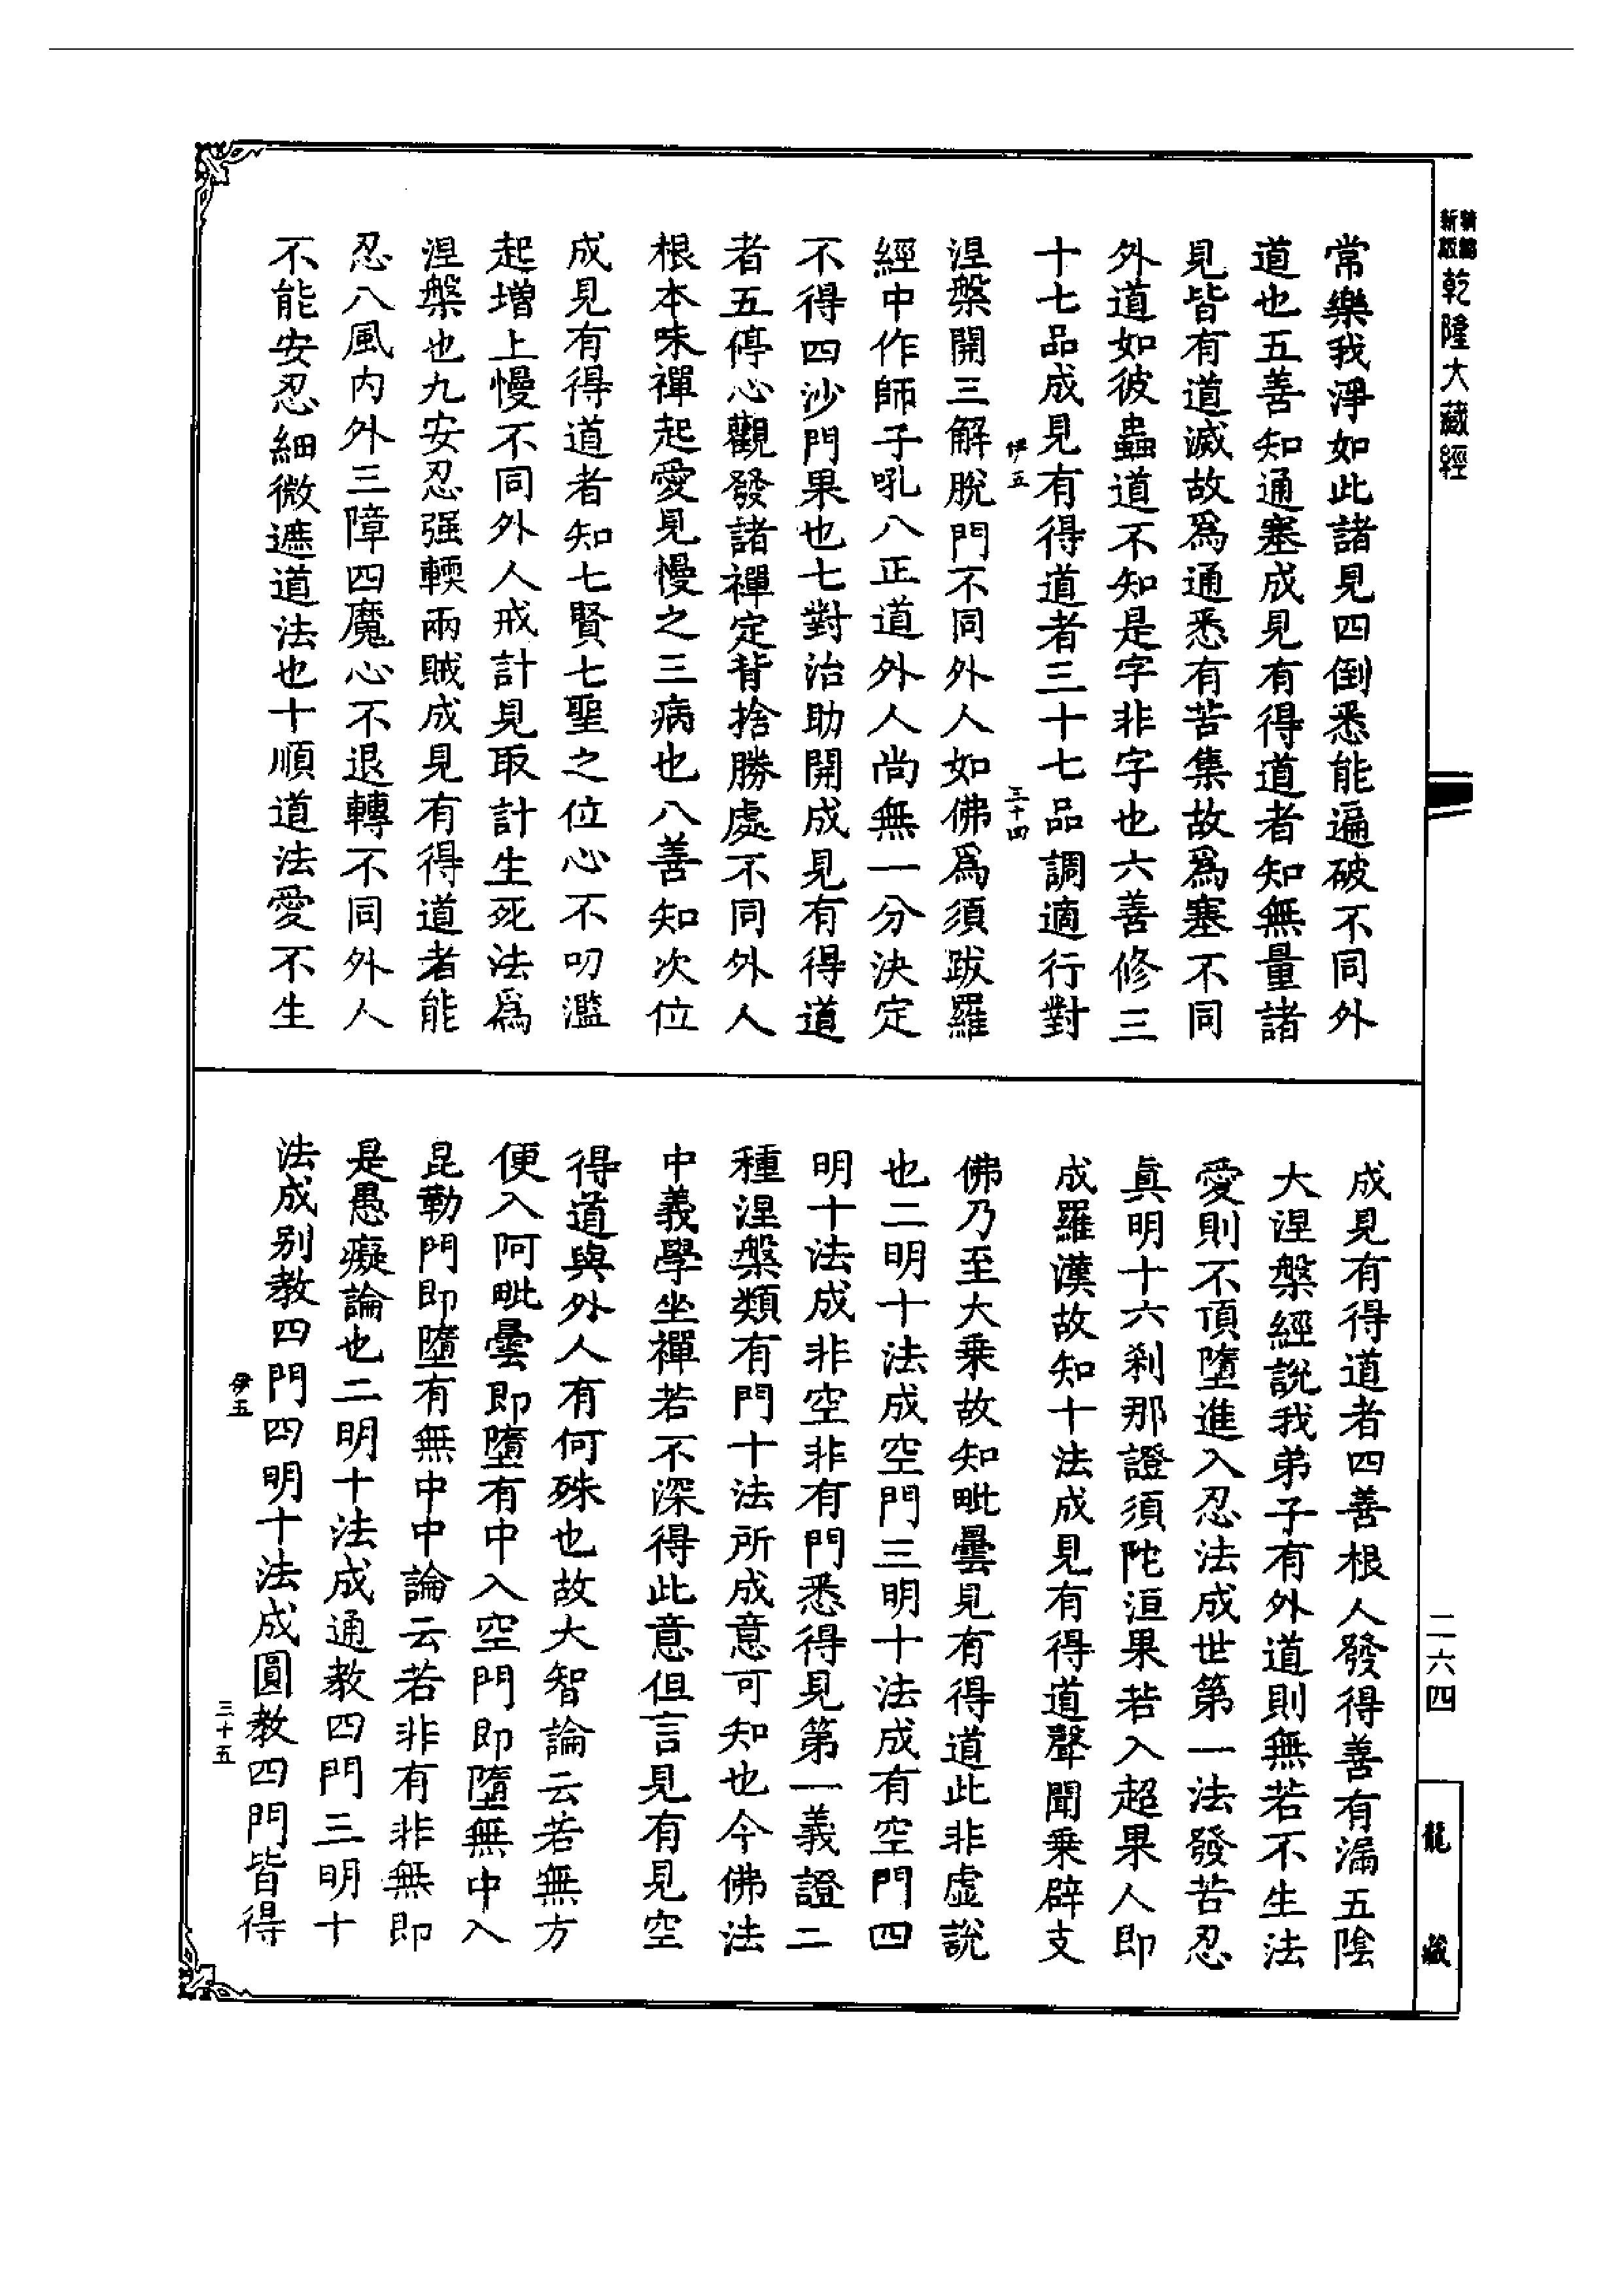 新編
縮版
乾隆大藏經
常樂我淨如此諸見四倒悉能遍破不同外
道也五善知通塞成見有得道者知無量諸
見皆有道滅故爲通悉有苦集故爲塞不同
外道如彼蟲道不知是字非字也六善修三
十七品成見有得道者三十七品調適行對
伊五
三十四
涅槃開三解脫門不同外人如佛爲須跋羅
經中作師子吼八正道外人尚無一分決定
不得四沙門果也七對治助開成見有得道
者五停心觀發諸禪定背捨勝處不同外人
根本味禪起愛見慢之三病也八善知次位
成見有得道者知七賢七聖之位心不叨濫
起增上慢不同外人戒計見取計生死法爲
涅槃也九安忍强輭兩賊成見有得道者能
忍八風内外三障四魔心不退轉不同外人
不能安忍細微遮道法也十順道法愛不生
成見有得道者四善根人發得善有漏五陰
大涅槃經說我弟子有外道則無若不生法
愛則不頂墮進入忍法成世第一法發苦忍
眞明十六刹那證須陀洹果若入超果人即
成羅漢故知十法成見有得道聲聞乗辟支
佛乃至大乗故知毗曇見有得道此非虛說
也二明十法成空門三明十法成有空門四
明十法成非空非有門悉得見第一義證二
種涅槃類有門十法所成意可知也今佛法
中義學坐禪若不深得此意但言見有見空
得道與外人有何殊也故大智論云若無方
便入阿毗曇即墮有中入空門即墮無中入
昆勒門即墮有無中中論云若非有非無即
是愚癡論也二明十法成通教四門三明十
法成别教四門四明十法成圓教四門皆得
伊五
三十五
二六四
龍藏